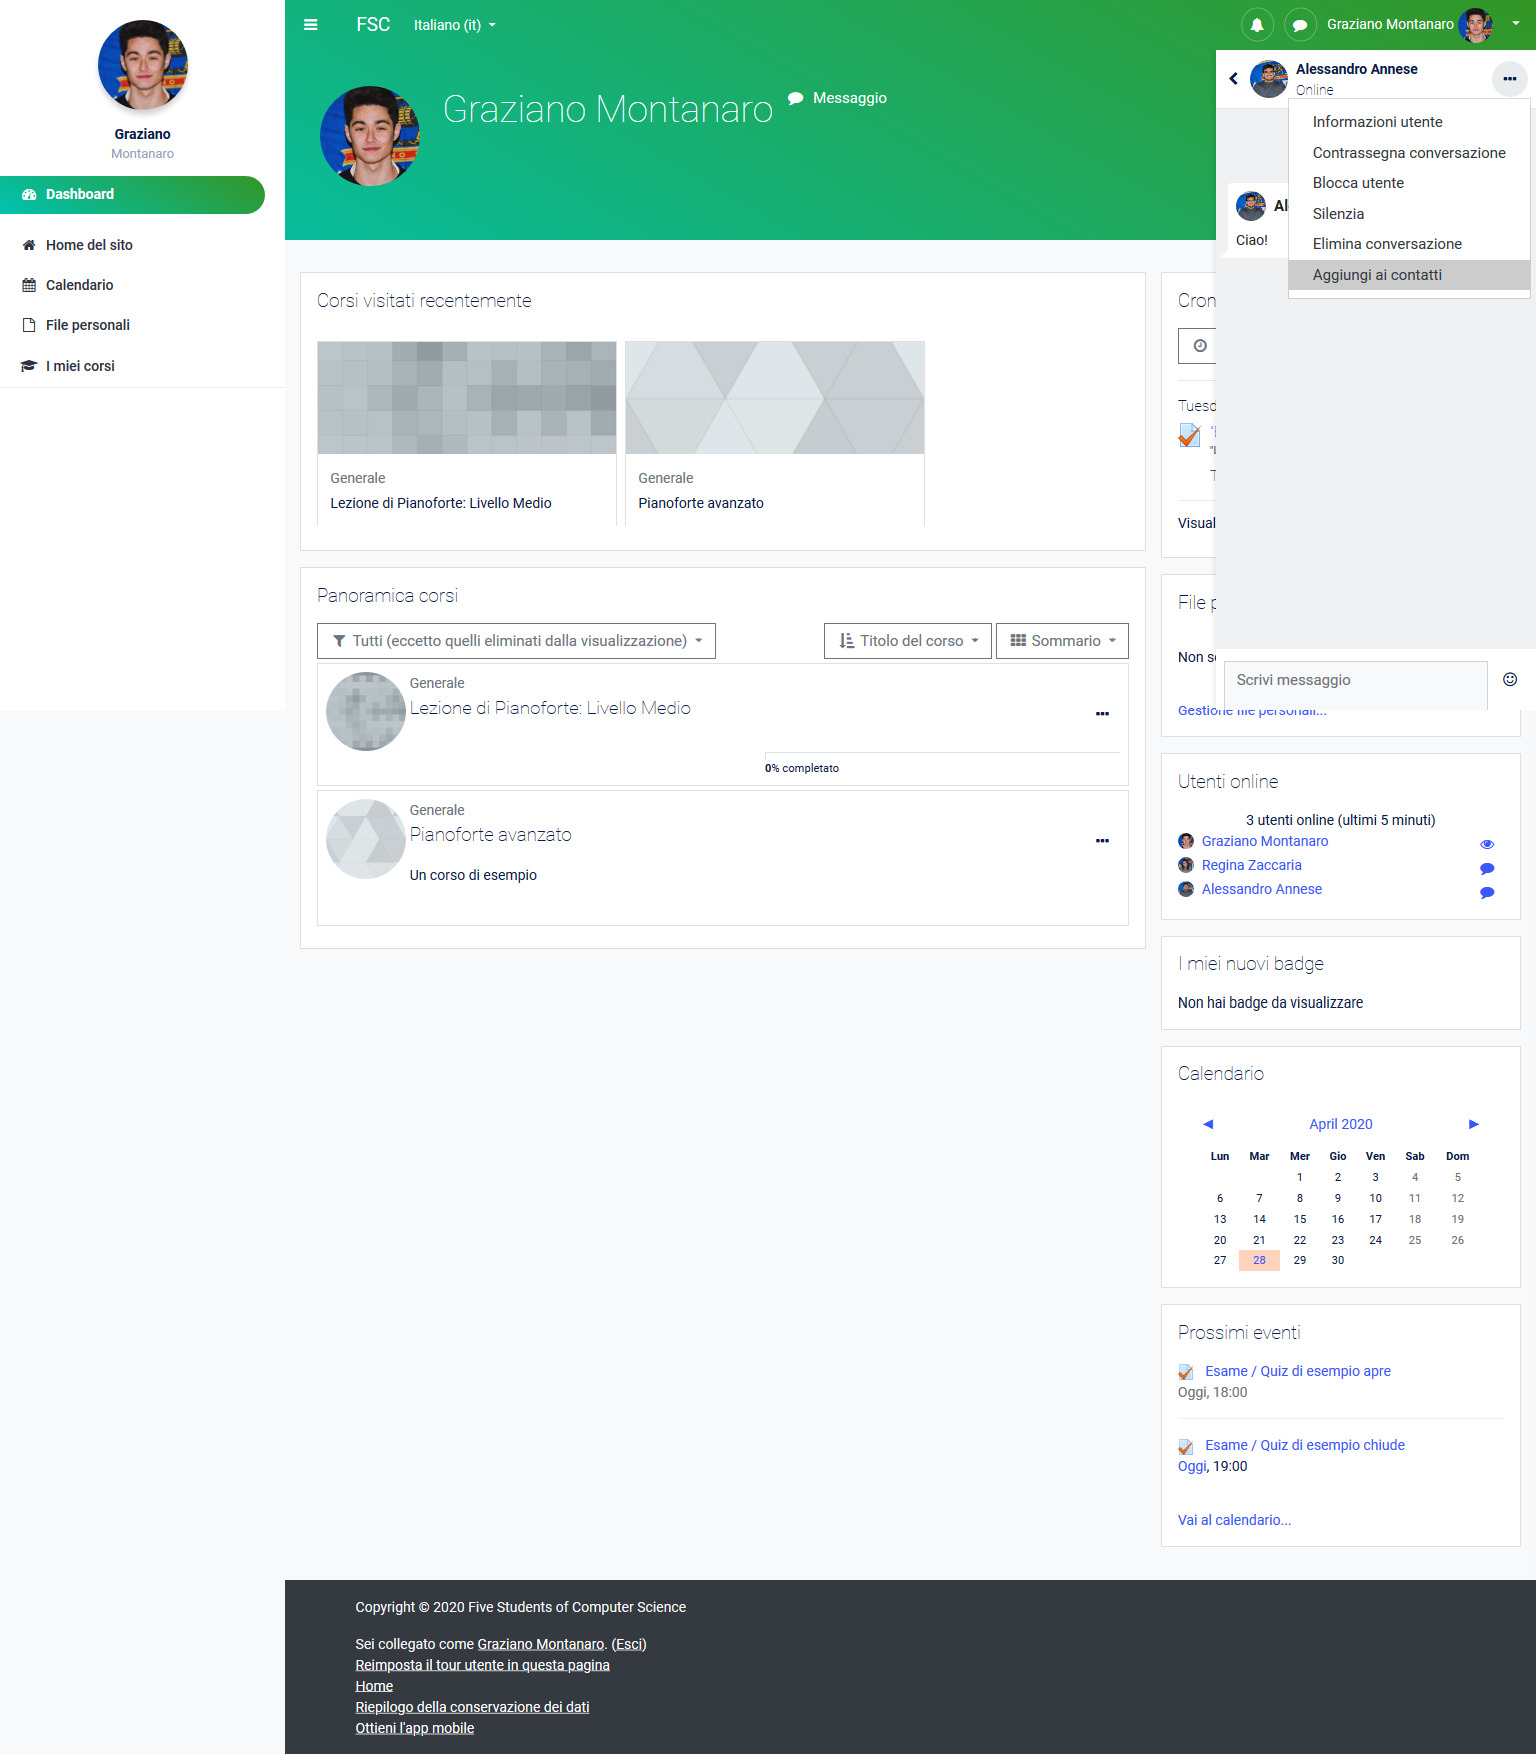 Graziano
Montanaro
Dashboard
Home del sito
Calendario
File personali
I miei corsi
FSC
Italiano (it)
Graziano Montanaro
Graziano Montanaro
Messaggio
Alessandro Annese
Online
Informazioni utente
Contrassegna conversazione
Blocca utente
Silenzia
Elimina conversazione
Aggiungi ai contatti
Al
Ciao!
Scrivi messaggio
Corsi visitati recentemente
Generale
Lezione di Pianoforte: Livello Medio
Generale
Pianoforte avanzato
Panoramica corsi
Tutti (eccetto quelli eliminati dalla visualizzazione)
Titolo del corso
Sommario
Generale
Lezione di Pianoforte: Livello Medio
0% completato
Generale
Pianoforte avanzato
Un corso di esempio
Cron
Tuesd
Visual
File p
Non s
Gestione file personali...
Utenti online
3 utenti online (ultimi 5 minuti)
Graziano Montanaro
Regina Zaccaria
Alessandro Annese
I miei nuovi badge
Non hai badge da visualizzare
Calendario
◄ April 2020 ►
Lun Mar Mer Gio Ven Sab Dom
1 2 3 4 5
6 7 8 9 10 11 12
13 14 15 16 17 18 19
20 21 22 23 24 25 26
27 28 29 30
Prossimi eventi
Esame / Quiz di esempio apre
Oggi, 18:00
Esame / Quiz di esempio chiude
Oggi, 19:00
Vai al calendario...
Copyright © 2020 Five Students of Computer Science
Sei collegato come Graziano Montanaro. (Esci)
Reimposta il tour utente in questa pagina
Home
Riepilogo della conservazione dei dati
Ottieni l'app mobile